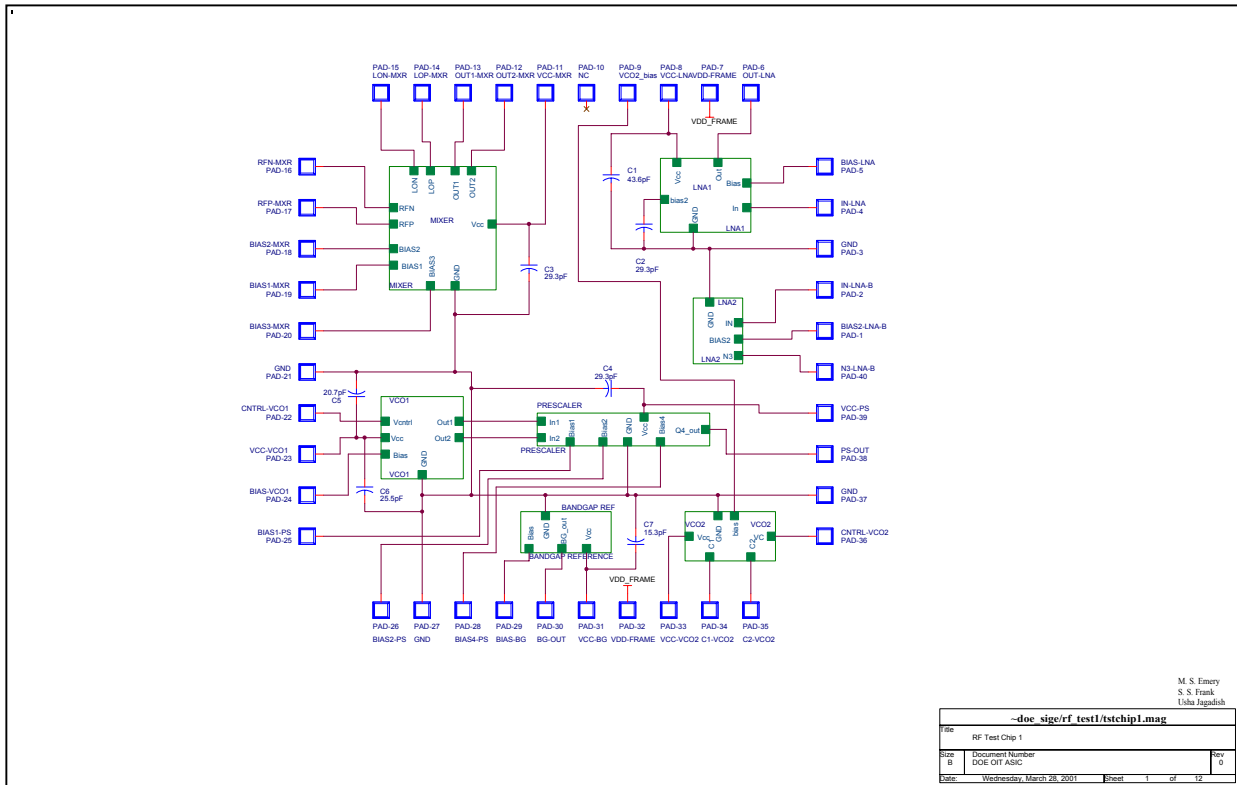 PAD-15 PAD-14 PAD-13 PAD-12 PAD-11 PAD-10 PAD-9 PAD-8 PAD-7 PAD-6
LON-MXR LOP-MXR OUT1-MXR OUT2-MXR VCC-MXR NC VCO2_bias VCC-LNA VDD-FRAME OUT-LNA
VDD_FRAME
RFN-MXR
PAD-16
RFP-MXR
PAD-17
BIAS2-MXR
PAD-18
BIAS1-MXR
PAD-19
BIAS3-MXR
PAD-20
GND
PAD-21
CNTRL-VCO1
PAD-22
VCC-VCO1
PAD-23
BIAS-VCO1
PAD-24
BIAS1-PS
PAD-25
LON
LOP
OUT1
OUT2
RFN
MIXER
RFP
Vcc
BIAS2
BIAS1
BIAS3
GND
MIXER
C3
29.3pF
C1
43.6pF
Vcc
Out
LNA1
Bias
bias2
In
GND
LNA1
C2
29.3pF
LNA2
GND
IN
BIAS2
N3
LNA2
BIAS-LNA
PAD-5
IN-LNA
PAD-4
GND
PAD-3
IN-LNA-B
PAD-2
BIAS2-LNA-B
PAD-1
N3-LNA-B
PAD-40
VCC-PS
PAD-39
PS-OUT
PAD-38
GND
PAD-37
CNTRL-VCO2
PAD-36
C4
29.3pF
20.7pF
C5
VCO1
Vcntrl
Out1
Vcc
Out2
Bias
GND
VCO1
C6
25.5pF
PRESCALER
In1
In2
Bias1
Bias2
GND
Vcc
Bias4
Q4_out
PRESCALER
BANDGAP REF
Bias
GND
BG_out
Vcc
BANDGAP REFERENCE
C7
15.3pF
VCO2
VCO2
GND
bias
Vcc
VC
C1
C2
VDD_FRAME
PAD-26 PAD-27 PAD-28 PAD-29 PAD-30 PAD-31 PAD-32 PAD-33 PAD-34 PAD-35
BIAS2-PS GND BIAS4-PS BIAS-BG BG-OUT VCC-BG VDD-FRAME VCC-VCO2 C1-VCO2 C2-VCO2
M. S. Emery
S. S. Frank
Usha Jagadish
~doe_sige/rf_test1/tstchip1.mag
Title
RF Test Chip 1
Size Document Number Rev
B DOE OIT ASIC 0
Date: Wednesday, March 28, 2001 Sheet 1 of 12